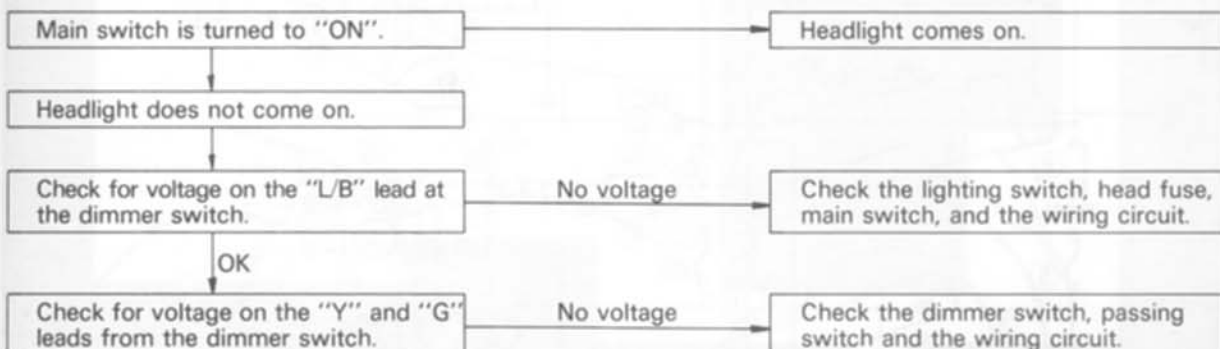 Main switch is turned to "ON".
Headlight comes on.
Headlight does not come on.
Check for voltage on the "L/B" lead at
the dimmer switch.
No voltage
Check the lighting switch, head fuse,
main switch, and the wiring circuit.
OK
Check for voltage on the "Y" and "G"
leads from the dimmer switch.
No voltage
Check the dimmer switch, passing
switch and the wiring circuit.